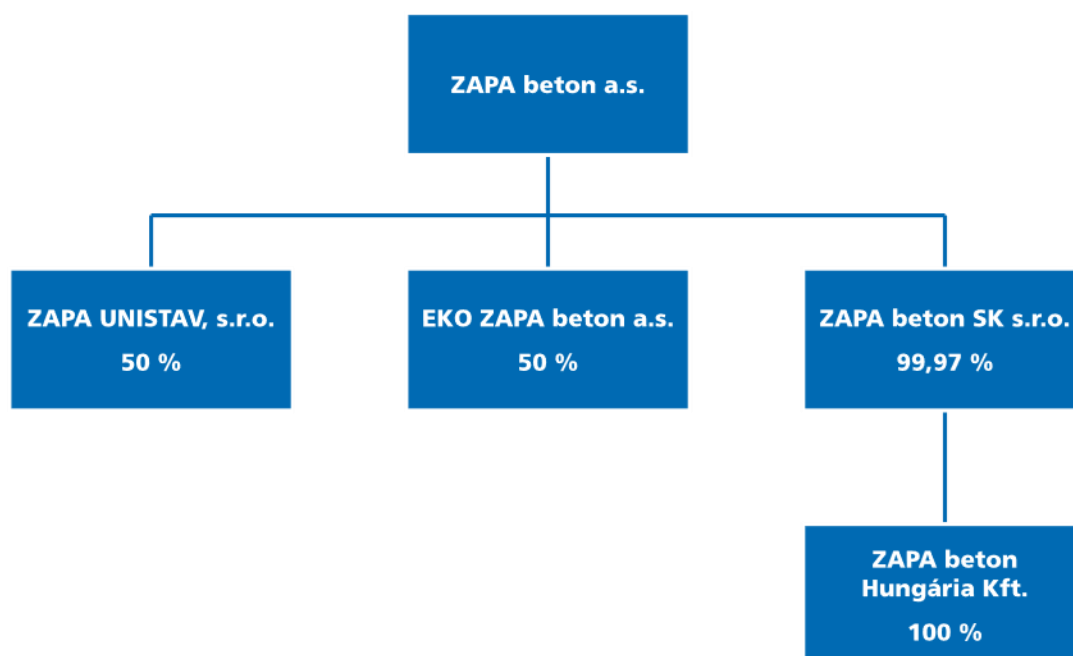 ZAPA beton a.s.
ZAPA UNISTAV, s.r.o.
50 %
EKO ZAPA beton a.s.
50 %
ZAPA beton SK s.r.o.
99,97 %
ZAPA beton
Hungária Kft.
100 %